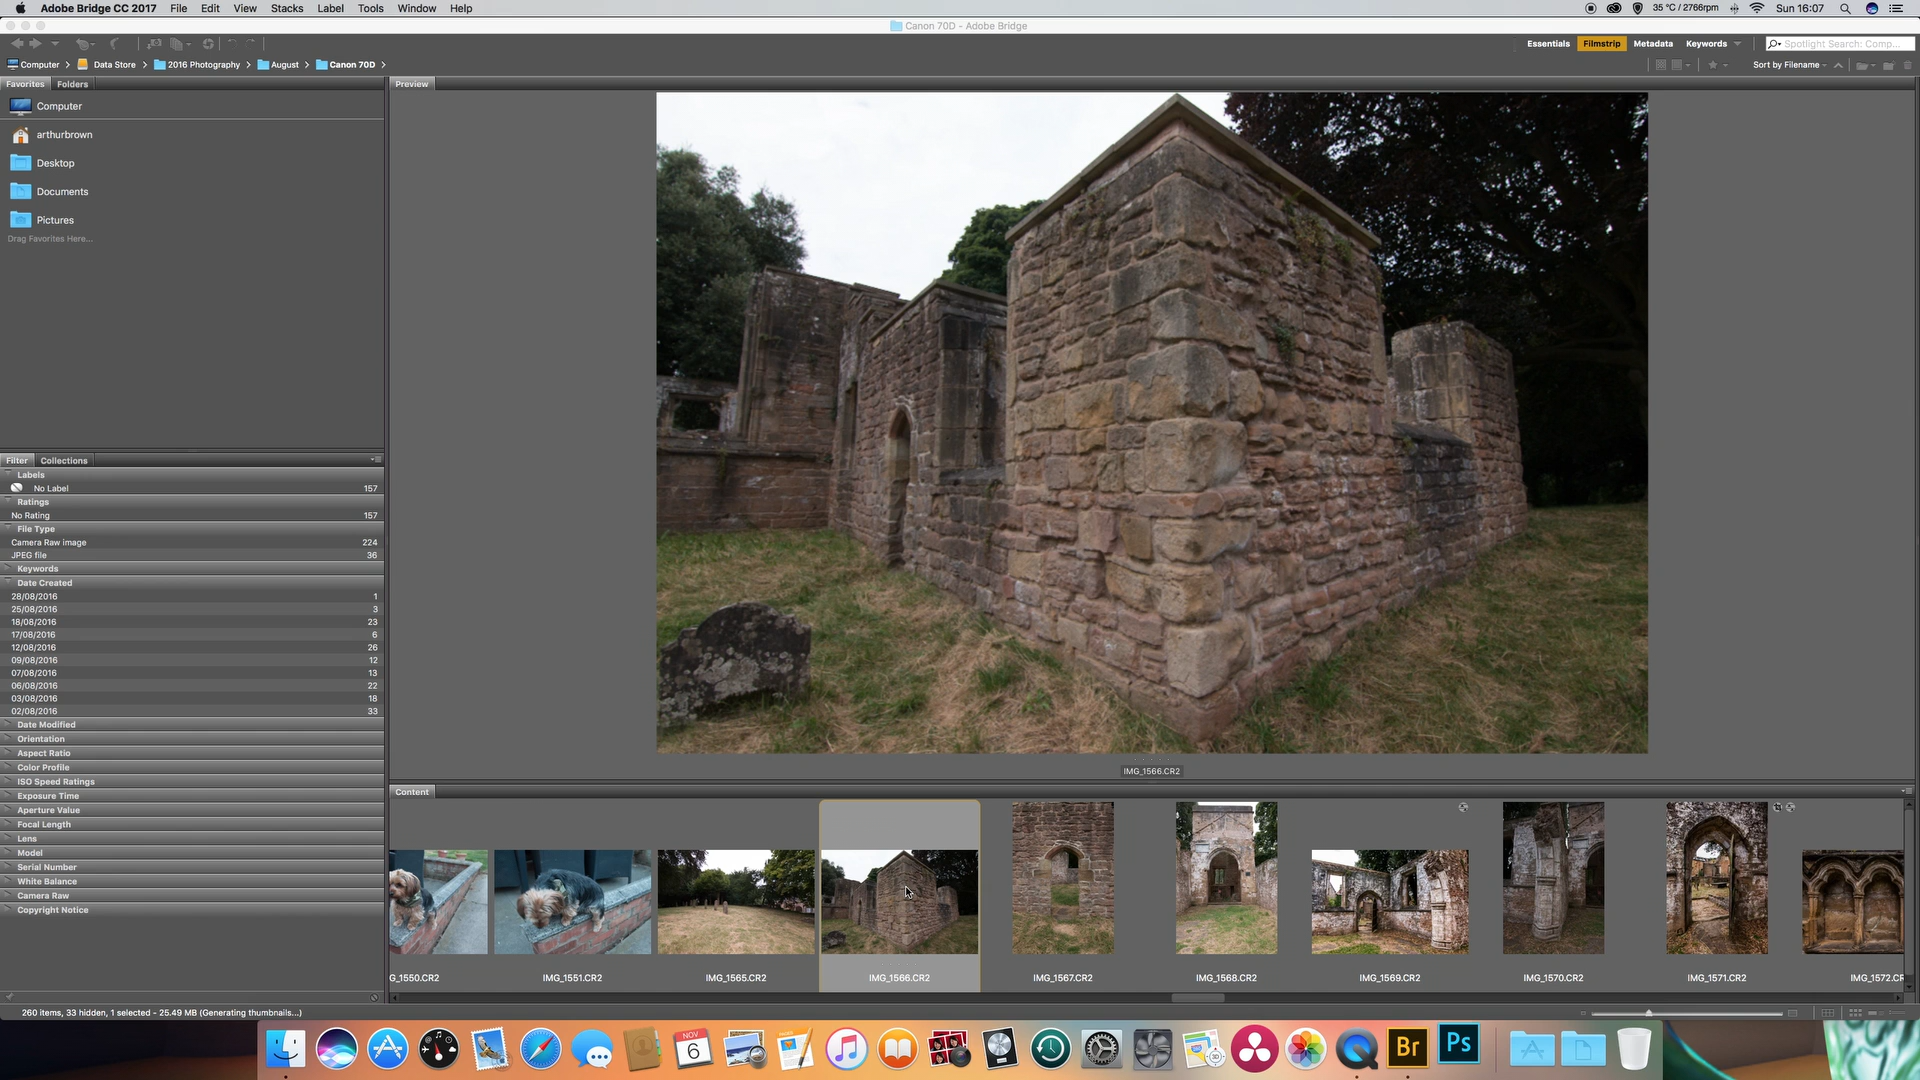 Adobe Bridge CC 2017 File Edit View Stacks Label Tools Window Help 35 °C / 2766rpm Sun 16:07
Canon 70D - Adobe Bridge
Essentials Filmstrip Metadata Keywords Spotlight Search: Comp...
Computer Data Store 2016 Photography August Canon 70D Sort by Filename
Favorites Folders
Preview
Computer
arthurbrown
Desktop
Documents
Pictures
Drag Favorites Here...
Filter Collections
Labels
No Label 157
Ratings
No Rating 157
File Type
Camera Raw image 224
JPEG file 36
Keywords
Date Created
28/08/2016 1
25/08/2016 3
18/08/2016 23
17/08/2016 6
12/08/2016 26
09/08/2016 12
07/08/2016 13
06/08/2016 22
03/08/2016 18
02/08/2016 33
Date Modified
Orientation
Aspect Ratio
Color Profile
ISO Speed Ratings
Exposure Time
Aperture Value
Focal Length
Lens
Model
Serial Number
White Balance
Camera Raw
Copyright Notice
IMG_1566.CR2
Content
G_1550.CR2 IMG_1551.CR2 IMG_1565.CR2 IMG_1566.CR2 IMG_1567.CR2 IMG_1568.CR2 IMG_1569.CR2 IMG_1570.CR2 IMG_1571.CR2 IMG_1572.CR
260 items, 33 hidden, 1 selected - 25.49 MB (Generating thumbnails...)
NOV
6
3D
Br
Ps